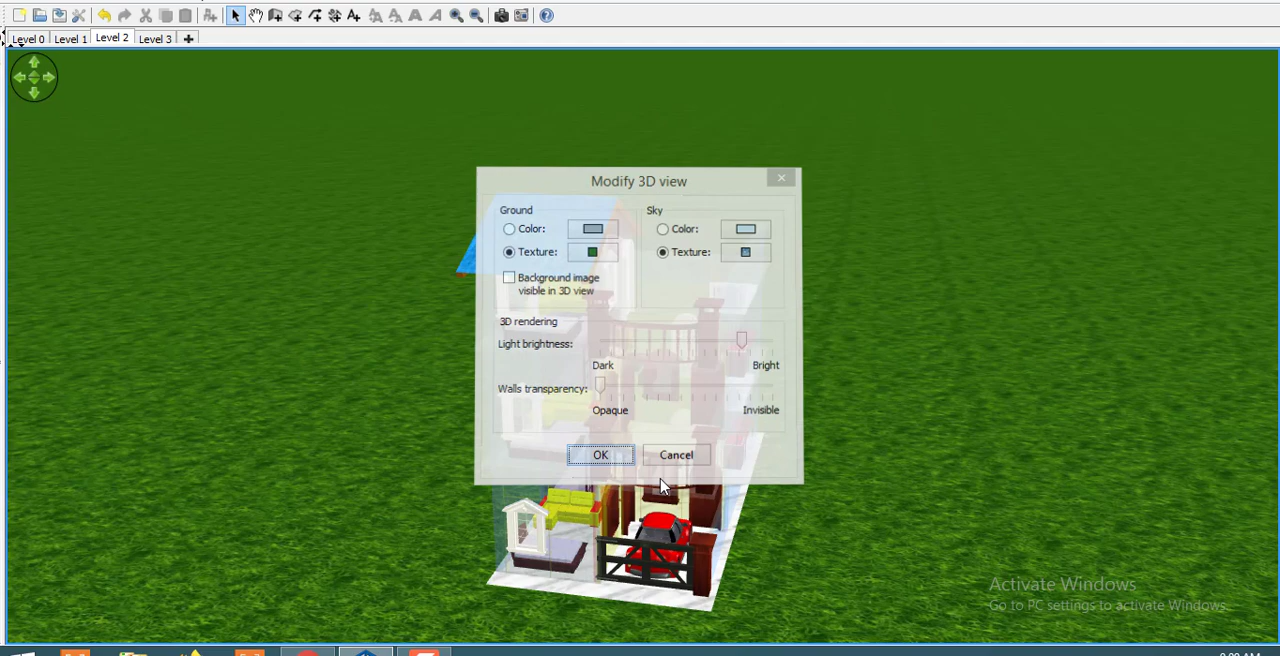 Level 0 Level 1 Level 2 Level 3
Modify 3D view
Ground
Sky
Color:
Color:
Texture:
Texture:
Background image
visible in 3D view
3D rendering
Light brightness:
Dark
Bright
Walls transparency:
Opaque
Invisible
OK
Cancel
Activate Windows
Go to PC settings to activate Windows.